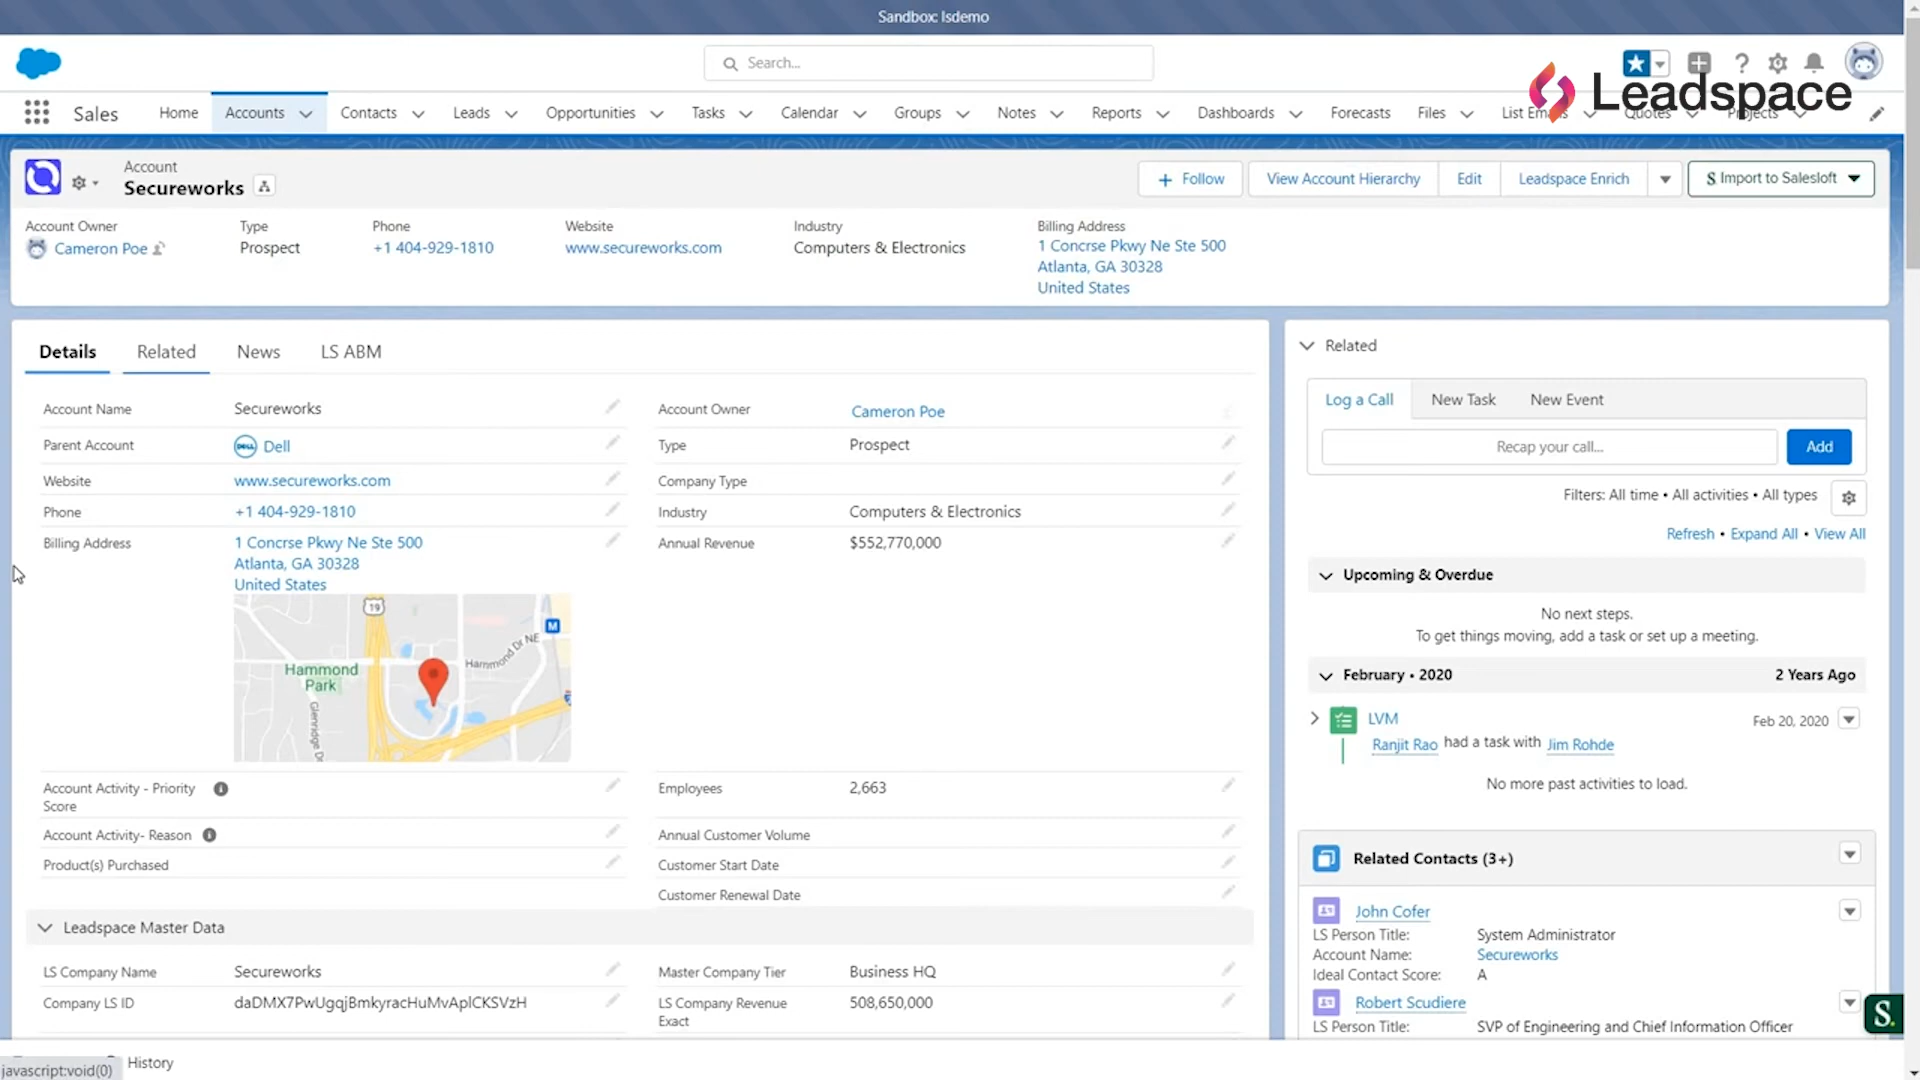 Sandbox: lsdemo
Search...
Leadspace
Sales
Home
Accounts
Contacts
Leads
Opportunities
Tasks
Calendar
Groups
Notes
Reports
Dashboards
Forecasts
Files
List Emails
Quotes
Projects
Account
Secureworks
Follow
View Account Hierarchy
Edit
Leadspace Enrich
S Import to Salesloft
Account Owner
Cameron Poe
Type
Prospect
Phone
+1 404-929-1810
Website
www.secureworks.com
Industry
Computers & Electronics
Billing Address
1 Concrse Pkwy Ne Ste 500
Atlanta, GA 30328
United States
Details
Related
News
LS ABM
Account Name
Secureworks
Parent Account
DELL
Dell
Website
www.secureworks.com
Phone
+1 404-929-1810
Billing Address
1 Concrse Pkwy Ne Ste 500
Atlanta, GA 30328
United States
19
M
Hammond Dr NE
Hammond
Park
Glenridge D
Account Activity - Priority
Score
Account Activity- Reason
Product(s) Purchased
Account Owner
Cameron Poe
Type
Prospect
Company Type
Industry
Computers & Electronics
Annual Revenue
$552,770,000
Employees
2,663
Annual Customer Volume
Customer Start Date
Customer Renewal Date
Leadspace Master Data
LS Company Name
Secureworks
Company LS ID
daDMX7PwUgqjBmkyracHuMvAplCKSVzH
Master Company Tier
Business HQ
LS Company Revenue
Exact
508,650,000
Related
Log a Call
New Task
New Event
Recap your call...
Add
Filters: All time • All activities • All types
Refresh • Expand All • View All
Upcoming & Overdue
No next steps.
To get things moving, add a task or set up a meeting.
February • 2020
2 Years Ago
LVM
Feb 20, 2020
Ranjit Rao had a task with Jim Rohde
No more past activities to load.
Related Contacts (3+)
John Cofer
LS Person Title:
System Administrator
Account Name:
Secureworks
Ideal Contact Score:
A
Robert Scudiere
LS Person Title:
SVP of Engineering and Chief Information Officer
S.
History
javascript:void(0)